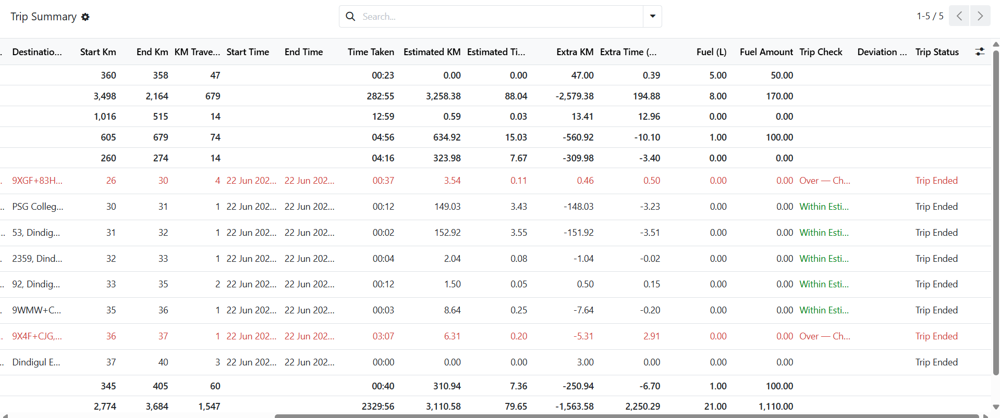 Trip Summary Search... 1-5 / 5
. Destinatio... Start Km End Km KM Trave... Start Time End Time Time Taken Estimated KM Estimated Ti... Extra KM Extra Time (... Fuel (L) Fuel Amount Trip Check Deviation ... Trip Status
360 358 47 00:23 0.00 0.00 47.00 0.39 5.00 50.00
3,498 2,164 679 282:55 3,258.38 88.04 -2,579.38 194.88 8.00 170.00
1,016 515 14 12:59 0.59 0.03 13.41 12.96 0.00 0.00
605 679 74 04:56 634.92 15.03 -560.92 -10.10 1.00 100.00
260 274 14 04:16 323.98 7.67 -309.98 -3.40 0.00 0.00
. 9XGF+83H... 26 30 4 22 Jun 202... 22 Jun 202... 00:37 3.54 0.11 0.46 0.50 0.00 0.00 Over — Ch... Trip Ended
.. PSG Colleg... 30 31 1 22 Jun 202... 22 Jun 202... 00:12 149.03 3.43 -148.03 -3.23 0.00 0.00 Within Esti... Trip Ended
... 53, Dindig... 31 32 1 22 Jun 202... 22 Jun 202... 00:02 152.92 3.55 -151.92 -3.51 0.00 0.00 Within Esti... Trip Ended
. 2359, Dind... 32 33 1 22 Jun 202... 22 Jun 202... 00:04 2.04 0.08 -1.04 -0.02 0.00 0.00 Within Esti... Trip Ended
.. 92, Dindig... 33 35 2 22 Jun 202... 22 Jun 202... 00:12 1.50 0.05 0.50 0.15 0.00 0.00 Within Esti... Trip Ended
. 9WMW+C... 35 36 1 22 Jun 202... 22 Jun 202... 00:03 8.64 0.25 -7.64 -0.20 0.00 0.00 Within Esti... Trip Ended
. 9X4F+CJG,... 36 37 1 22 Jun 202... 22 Jun 202... 03:07 6.31 0.20 -5.31 2.91 0.00 0.00 Over — Ch... Trip Ended
.. Dindigul E... 37 40 3 22 Jun 202... 22 Jun 202... 00:00 0.00 0.00 3.00 0.00 0.00 0.00 Trip Ended
345 405 60 00:40 310.94 7.36 -250.94 -6.70 1.00 100.00
2,774 3,684 1,547 2329:56 3,110.58 79.65 -1,563.58 2,250.29 21.00 1,110.00